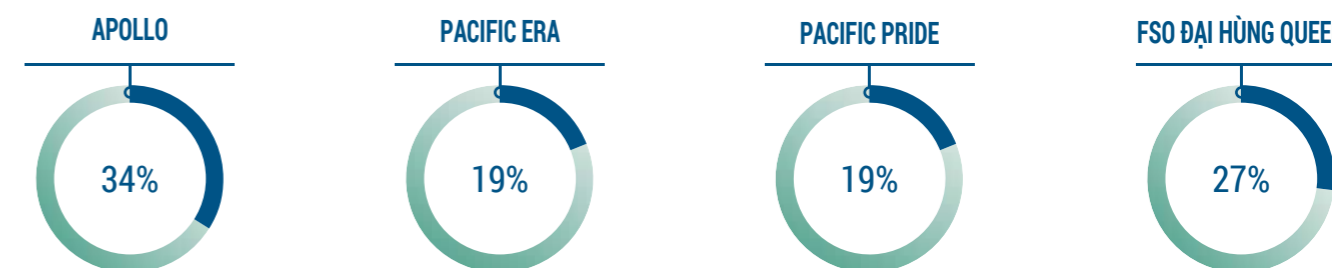 APOLLO
PACIFIC ERA
PACIFIC PRIDE
FSO ĐẠI HÙNG QUEE
34%
19%
19%
27%